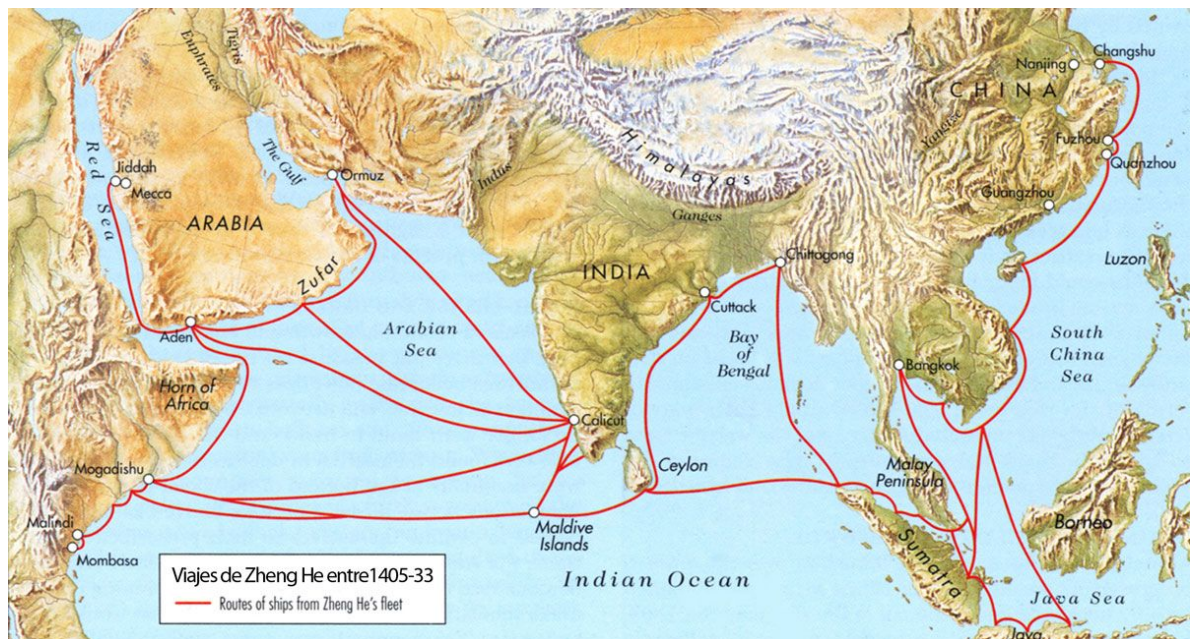 Changshu
Nanjing
CHINA
Tigris
Euphrates
Himalayas
Yangtse
Fuzhou
Quanzhou
The Gulf
Ormuz
Indus
Red Sea
Jiddah
Mecca
Guangzhou
ARABIA
Ganges
Zufar
INDIA
Chittagong
Luzon
Cuttack
Arabian
Sea
Bay
of
Bengal
South
China
Sea
Aden
Bangkok
Horn of
Africa
Calicut
Mogadishu
Ceylon
Malay
Peninsula
Malindi
Maldive
Islands
Borneo
Mombasa
Sumatra
Viajes de Zheng He entre1405-33
Indian Ocean
Routes of ships from Zheng He's fleet
Java Sea
Java